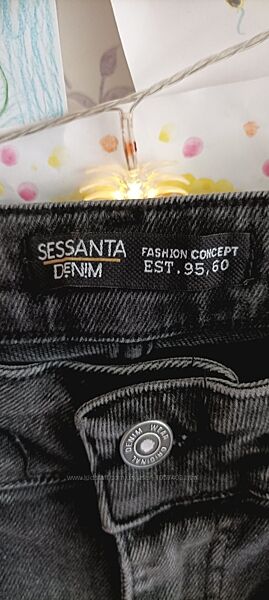 SESSANTA
DENIM
FASHION CONCEPT
EST.95,60
DENIM WEAR ORIGINAL